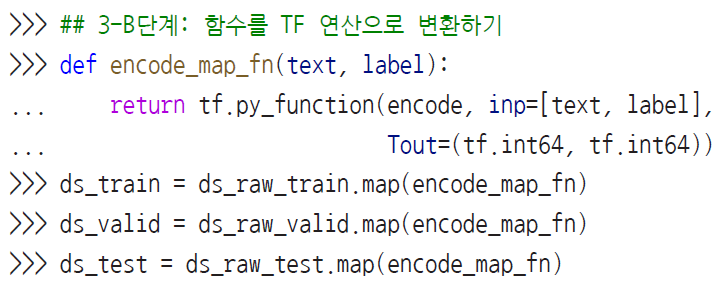 >>> ## 3-B단계: 함수를 TF 연산으로 변환하기
>>> def encode_map_fn(text, label):
...     return tf.py_function(encode, inp=[text, label],
...                           Tout=(tf.int64, tf.int64))
>>> ds_train = ds_raw_train.map(encode_map_fn)
>>> ds_valid = ds_raw_valid.map(encode_map_fn)
>>> ds_test = ds_raw_test.map(encode_map_fn)